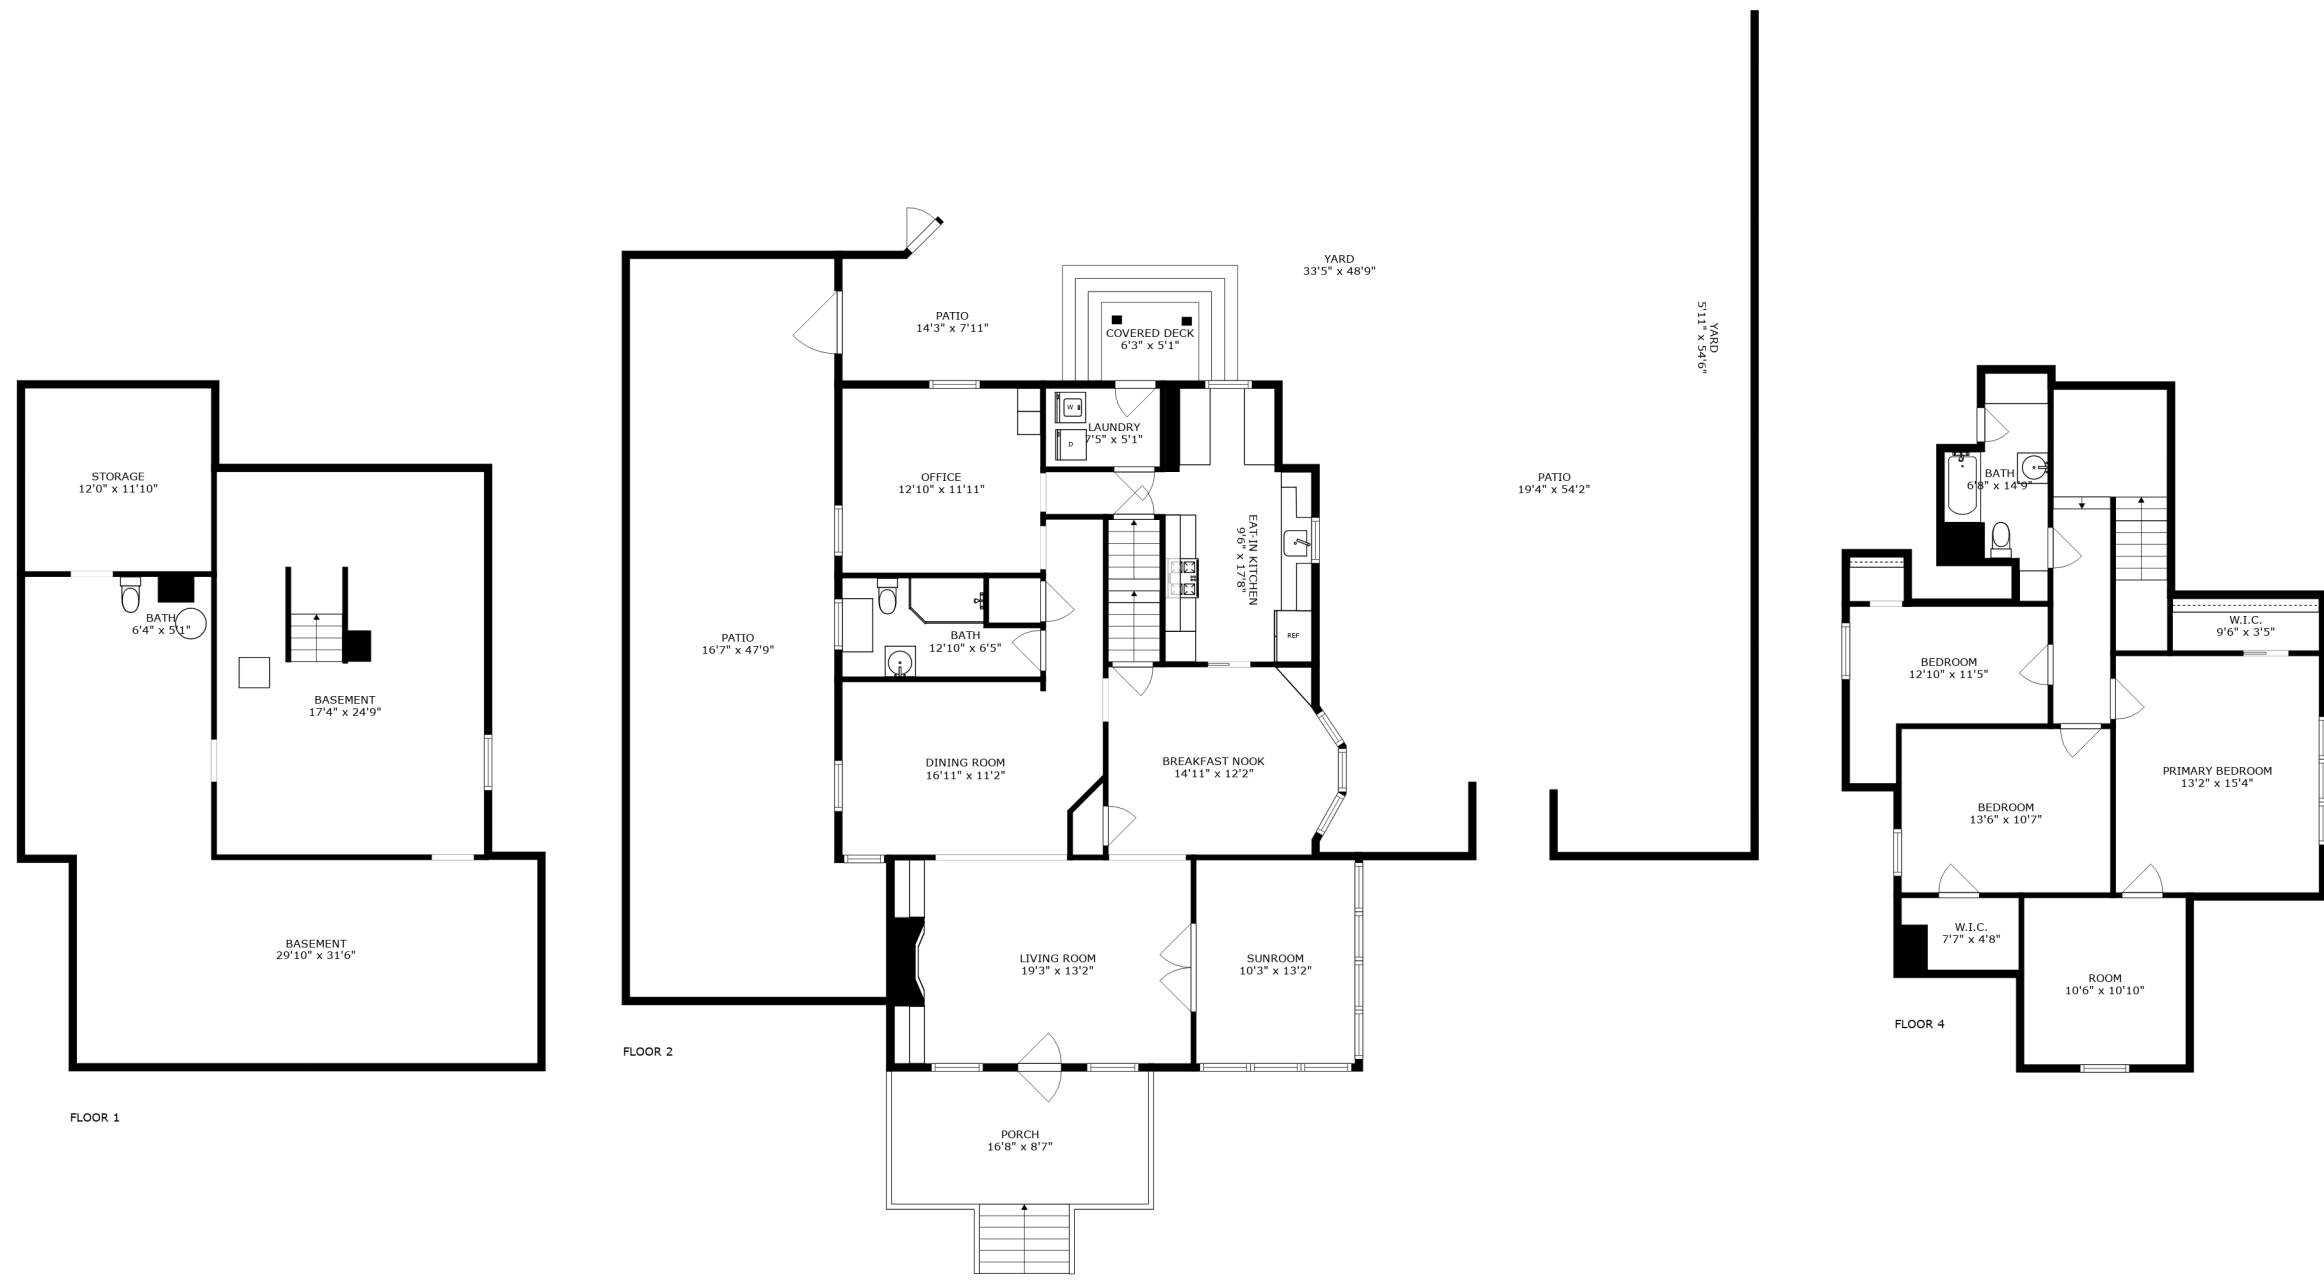 STORAGE
12'0" x 11'10"
BATH
6'4" x 5'1"
BASEMENT
17'4" x 24'9"
BASEMENT
29'10" x 31'6"
FLOOR 1
YARD
33'5" x 48'9"
PATIO
14'3" x 7'11"
COVERED DECK
6'3" x 5'1"
YARD
5'11" x 54'6"
W
D
LAUNDRY
7'5" x 5'1"
OFFICE
12'10" x 11'11"
PATIO
19'4" x 54'2"
EAT-IN KITCHEN
9'6" x 17'8"
REF
PATIO
16'7" x 47'9"
BATH
12'10" x 6'5"
DINING ROOM
16'11" x 11'2"
BREAKFAST NOOK
14'11" x 12'2"
LIVING ROOM
19'3" x 13'2"
SUNROOM
10'3" x 13'2"
FLOOR 2
PORCH
16'8" x 8'7"
BATH
6'8" x 14'9"
W.I.C.
9'6" x 3'5"
BEDROOM
12'10" x 11'5"
PRIMARY BEDROOM
13'2" x 15'4"
BEDROOM
13'6" x 10'7"
W.I.C.
7'7" x 4'8"
ROOM
10'6" x 10'10"
FLOOR 4